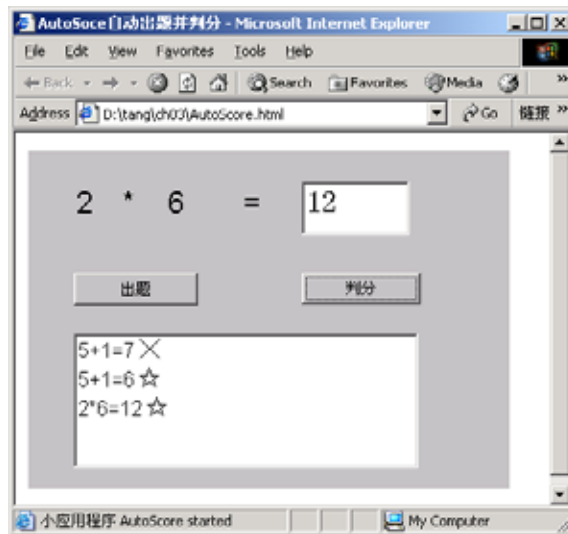 AutoSoce自动出题并判分 - Microsoft Internet Explorer
File Edit View Favorites Tools Help
Back Search Favorites Media »
Address D:\tang\ch03\AutoScore.html Go 链接 »
2 * 6 = 12
出题 判分
5+1=7╳
5+1=6☆
2*6=12☆
小应用程序 AutoScore started My Computer